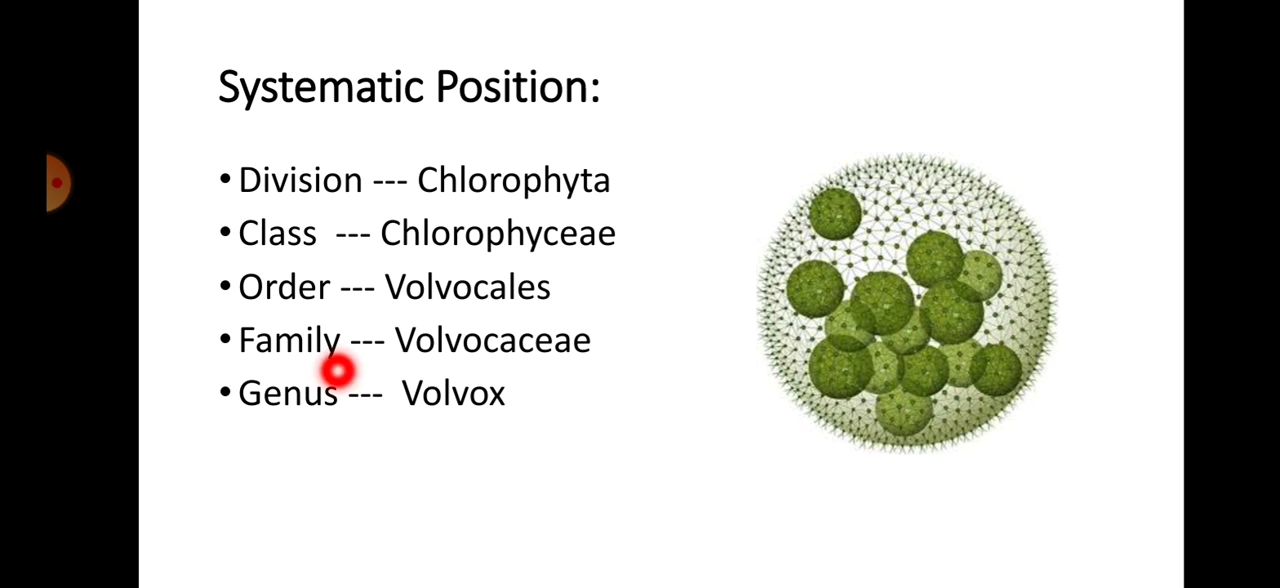 Systematic Position:
• Division --- Chlorophyta
• Class --- Chlorophyceae
• Order --- Volvocales
• Family --- Volvocaceae
• Genus --- Volvox